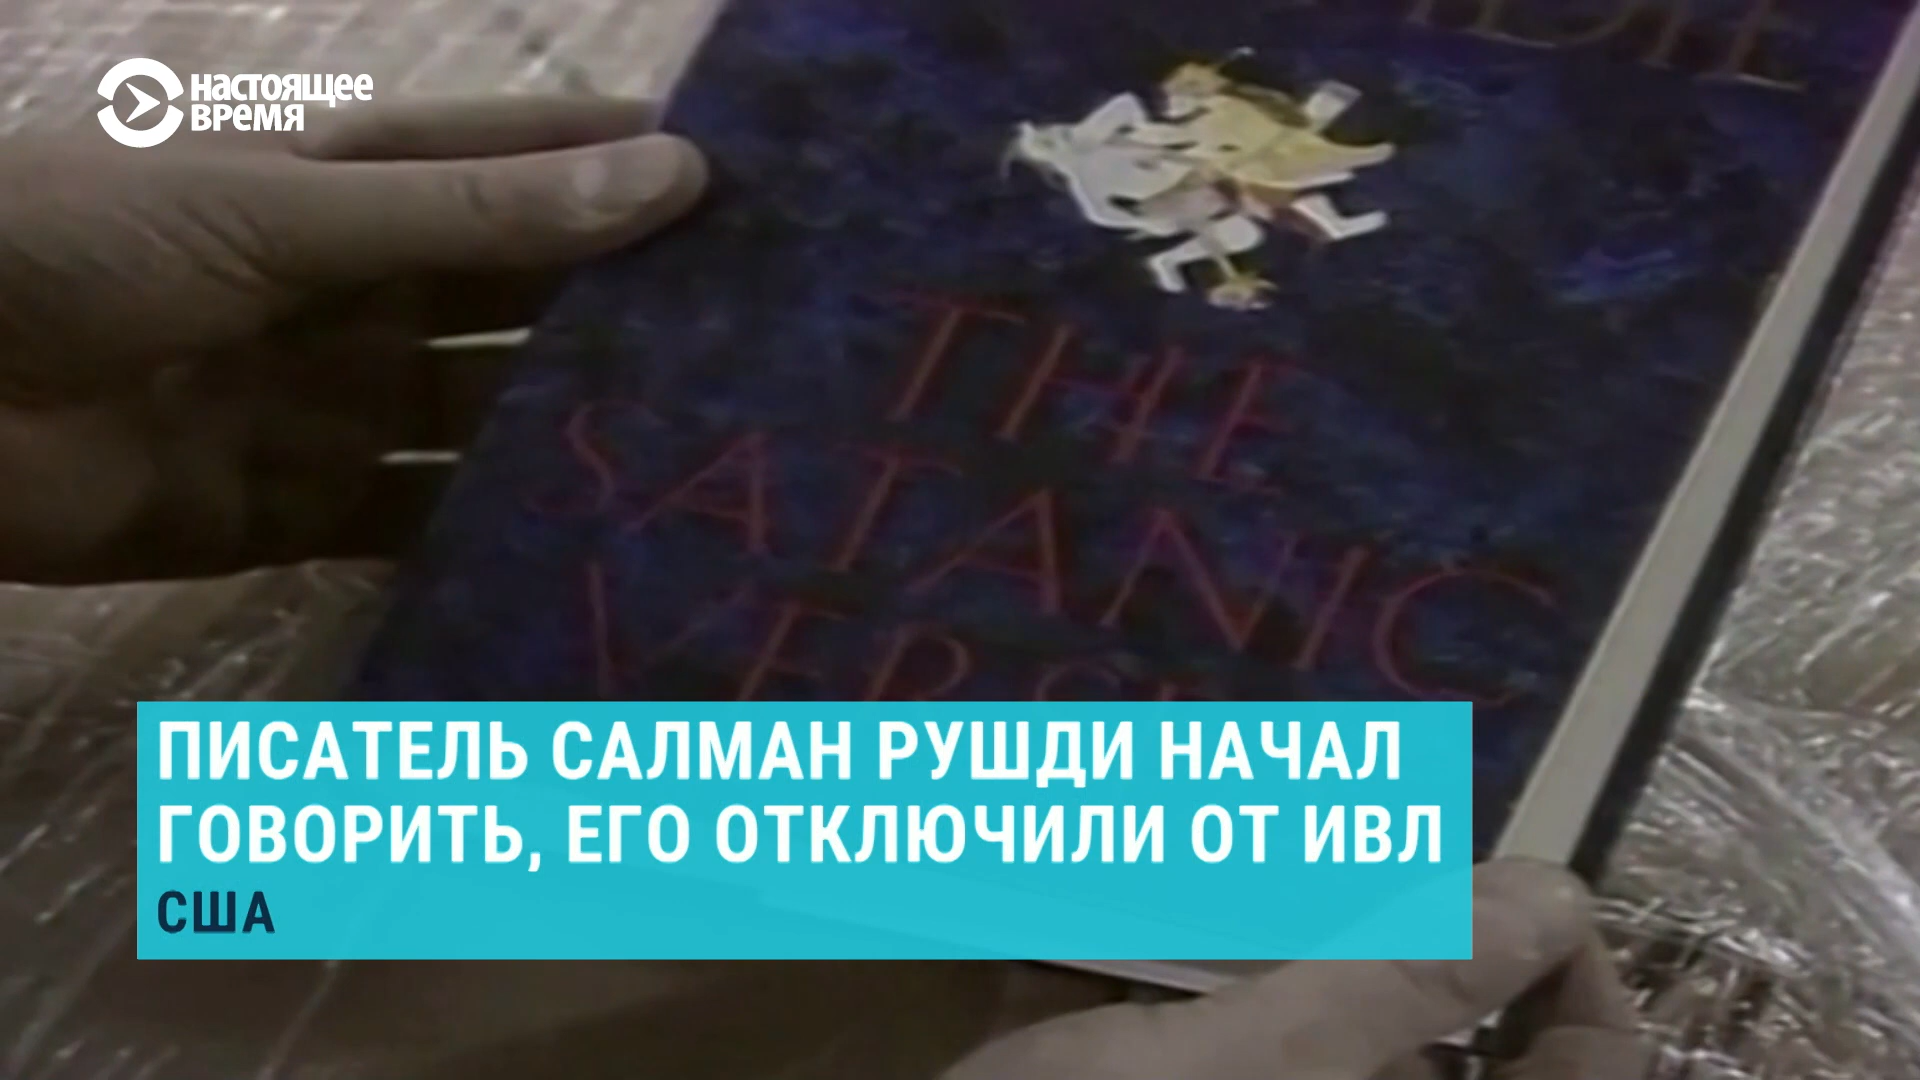 НАСТОЯЩЕЕ
ВРЕМЯ
THE
SATANIC
ПИСАТЕЛЬ САЛМАН РУШДИ НАЧАЛ
ГОВОРИТЬ, ЕГО ОТКЛЮЧИЛИ ОТ ИВЛ
США